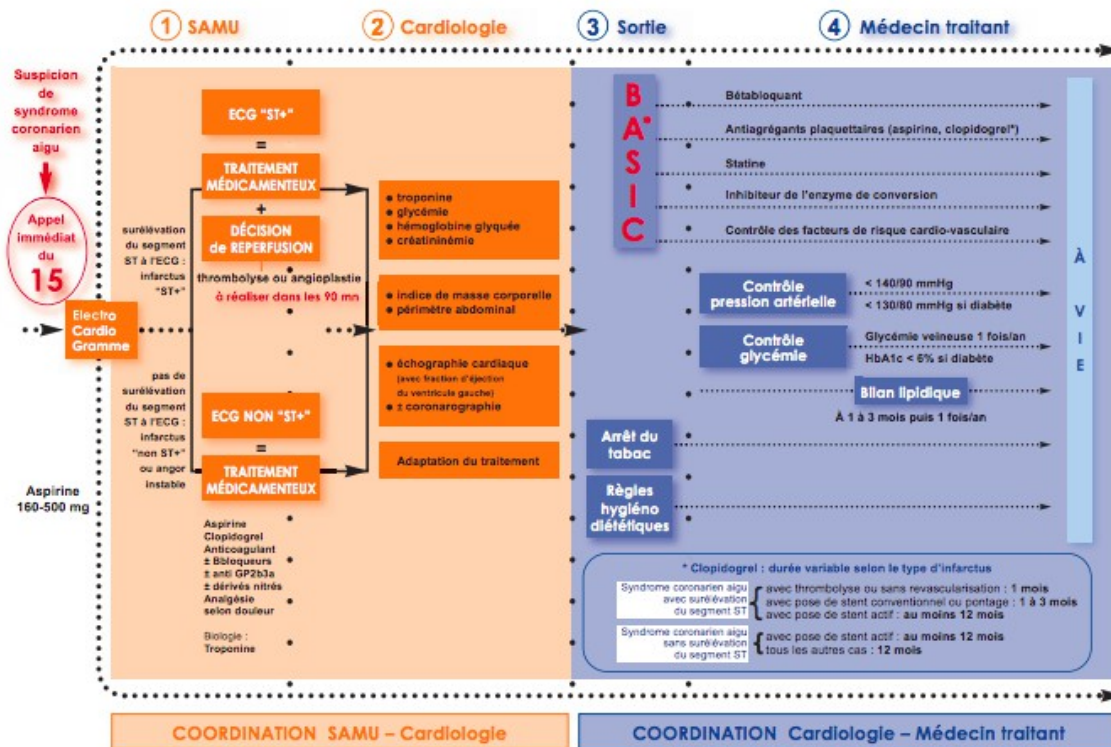 1 SAMU
2 Cardiologie
3 Sortie
4 Médecin traitant
Suspicion
de
syndrome
coronarien
aigu
Appel
immédiat
du
15
Electro
Cardio
Gramme
Aspirine
160-500 mg
surélévation
du segment
ST à l'ECG :
infarctus
"ST+"
pas de
surélévation
du segment
ST à l'ECG :
infarctus
"non ST+"
ou angor
instable
ECG "ST+"
=
TRAITEMENT
MÉDICAMENTEUX
+
DÉCISION
de REPERFUSION
thrombolyse ou angioplastie
à réaliser dans les 90 mn
ECG NON "ST+"
=
TRAITEMENT
MÉDICAMENTEUX
Aspirine
Clopidogrel
Anticoagulant
± Bbloqueurs
± anti GP2b3a
± dérivés nitrés
Analgésie
selon douleur
Biologie :
Troponine
• troponine
• glycémie
• hémoglobine glyquée
• créatininémie
• indice de masse corporelle
• périmètre abdominal
• échographie cardiaque
(avec fraction d'éjection
du ventricule gauche)
• ± coronarographie
Adaptation du traitement
B
A*
S
I
C
Bétabloquant
Antiagrégants plaquettaires (aspirine, clopidogrel*)
Statine
Inhibiteur de l'enzyme de conversion
Contrôle des facteurs de risque cardio-vasculaire
Contrôle
pression artérielle
< 140/90 mmHg
< 130/80 mmHg si diabète
Contrôle
glycémie
Glycémie veineuse 1 fois/an
HbA1c < 6% si diabète
Bilan lipidique
À 1 à 3 mois puis 1 fois/an
Arrêt du
tabac
Règles
hygiéno
diététiques
À
V
I
E
* Clopidogrel : durée variable selon le type d'infarctus
Syndrome coronarien aigu
avec surélévation
du segment ST
avec thrombolyse ou sans revascularisation : 1 mois
avec pose de stent conventionnel ou pontage : 1 à 3 mois
avec pose de stent actif : au moins 12 mois
Syndrome coronarien aigu
sans surélévation
du segment ST
avec pose de stent actif : au moins 12 mois
tous les autres cas : 12 mois
COORDINATION SAMU – Cardiologie
COORDINATION Cardiologie – Médecin traitant